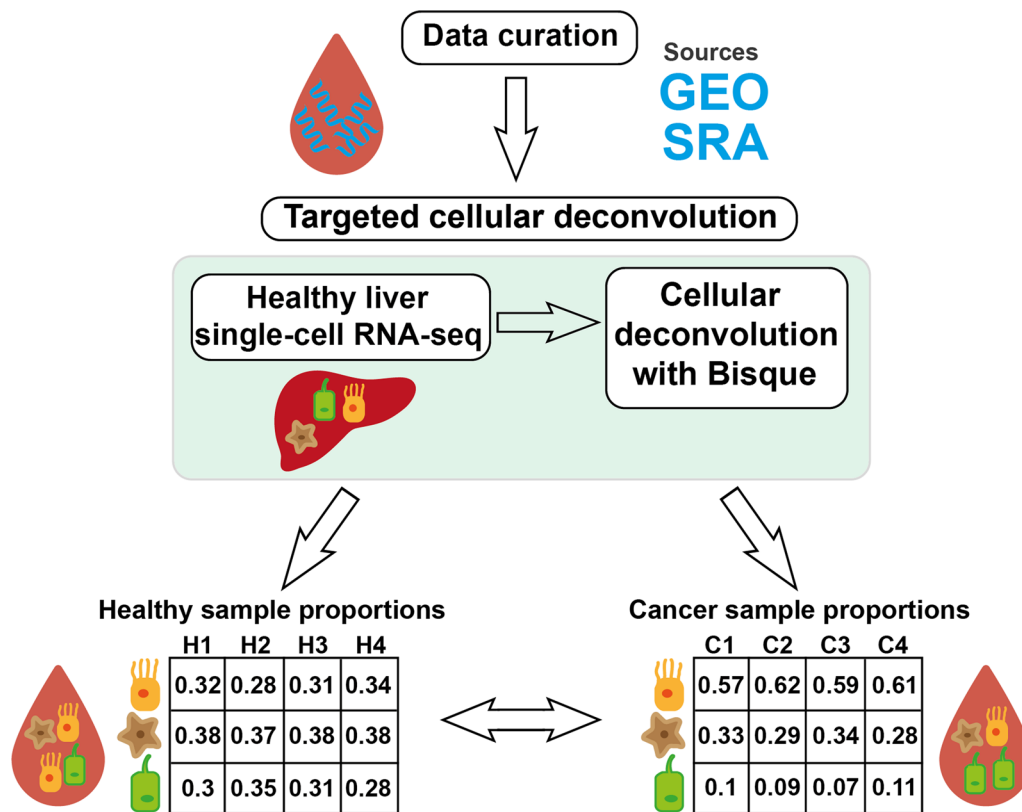 Data curation
Sources
GEO
SRA
Targeted cellular deconvolution
Healthy liver
single-cell RNA-seq
Cellular
deconvolution
with Bisque
Healthy sample proportions
H1 H2 H3 H4
0.32 0.28 0.31 0.34
0.38 0.37 0.38 0.38
0.3 0.35 0.31 0.28
Cancer sample proportions
C1 C2 C3 C4
0.57 0.62 0.59 0.61
0.33 0.29 0.34 0.28
0.1 0.09 0.07 0.11